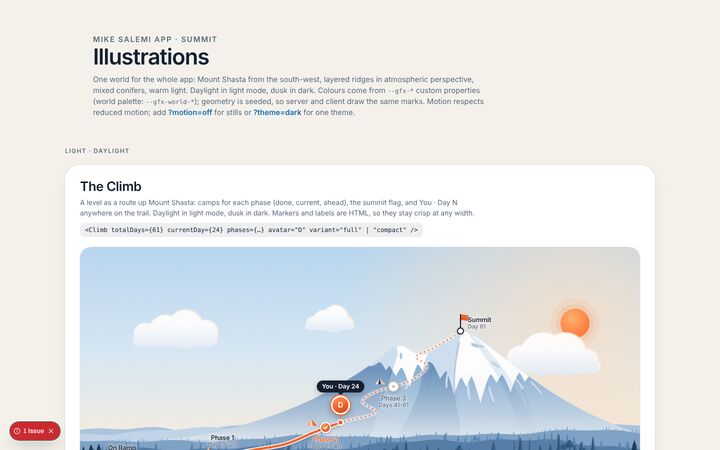 MIKE SALEMI APP · SUMMIT
Illustrations
One world for the whole app: Mount Shasta from the south-west, layered ridges in atmospheric perspective,
mixed conifers, warm light. Daylight in light mode, dusk in dark. Colours come from --gfx-* custom properties
(world palette: --gfx-world-*); geometry is seeded, so server and client draw the same marks. Motion respects
reduced motion; add ?motion=off for stills or ?theme=dark for one theme.
LIGHT · DAYLIGHT
The Climb
A level as a route up Mount Shasta: camps for each phase (done, current, ahead), the summit flag, and You · Day N
anywhere on the trail. Daylight in light mode, dusk in dark. Markers and labels are HTML, so they stay crisp at any width.
<Climb totalDays={61} currentDay={24} phases={…} avatar="D" variant="full" | "compact" />
Summit
Day 61
You · Day 24
D
Phase 3
Days 41–61
Phase 1
On Ramp
1 Issue